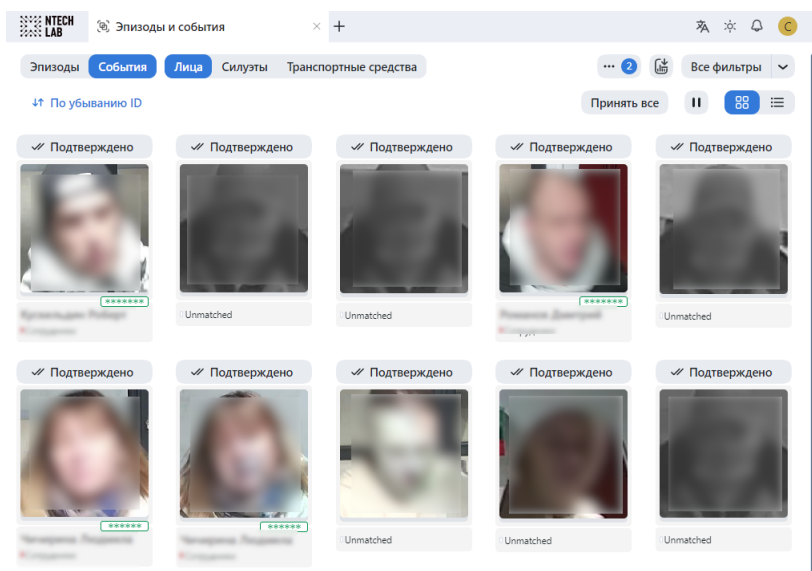 NTECH
LAB
Эпизоды и события
C
Эпизоды События Лица Силуэты Транспортные средства
2 Все фильтры
По убыванию ID
Принять все
Подтверждено Подтверждено Подтверждено Подтверждено Подтверждено
******* *******
Unmatched Unmatched Unmatched
Подтверждено Подтверждено Подтверждено Подтверждено Подтверждено
****** ******
Unmatched Unmatched Unmatched